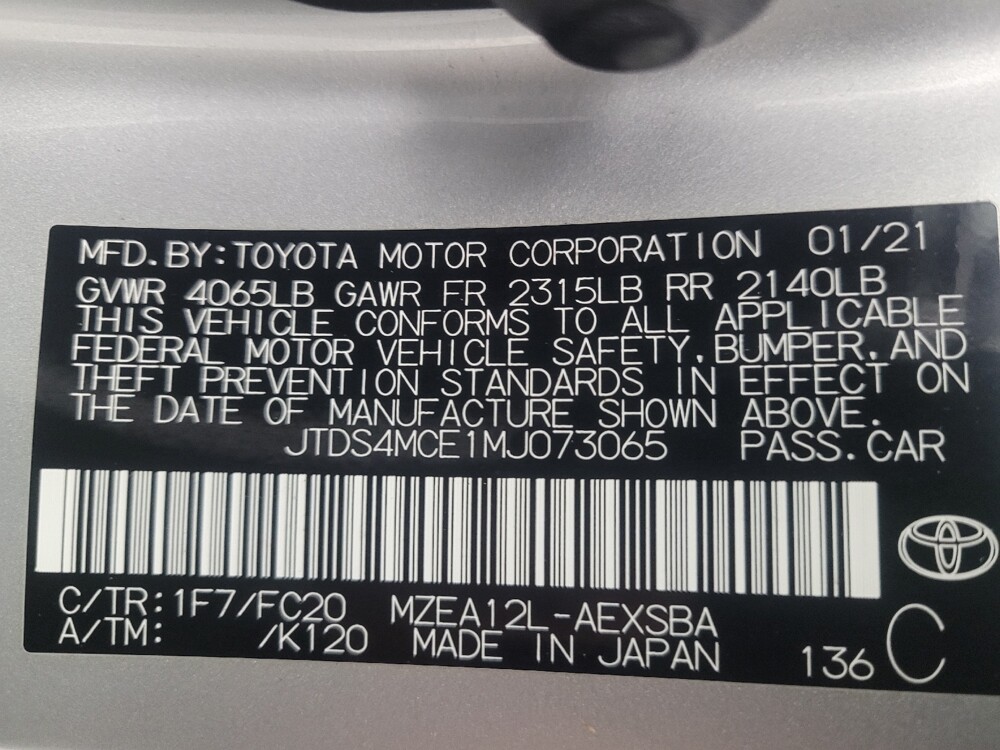 MFD.BY:TOYOTA MOTOR CORPORATION 01/21
GVWR 4065LB GAWR FR 2315LB RR 2140LB
THIS VEHICLE CONFORMS TO ALL APPLICABLE
FEDERAL MOTOR VEHICLE SAFETY,BUMPER,AND
THEFT PREVENTION STANDARDS IN EFFECT ON
THE DATE OF MANUFACTURE SHOWN ABOVE.
JTDS4MCE1MJ073065 PASS.CAR
C/TR:1F7/FC20 MZEA12L-AEXSBA
A/TM: /K120 MADE IN JAPAN 136 C